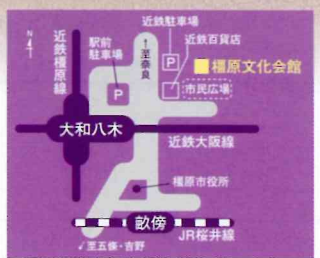 近鉄駐車場
近鉄百貨店
N
近鉄橿原線
駅前
駐車場
P
↑至奈良
P
橿原文化会館
市民広場
大和八木
近鉄大阪線
橿原市役所
畝傍
JR桜井線
↙至五條・吉野